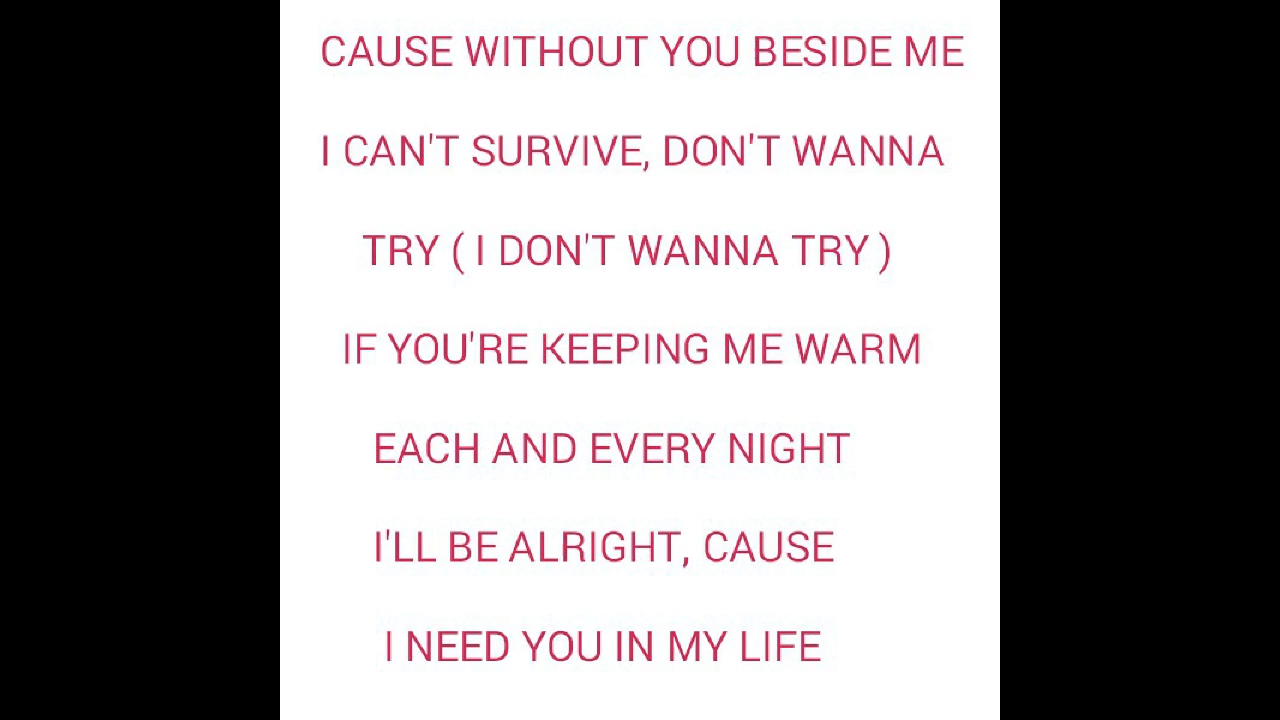 CAUSE WITHOUT YOU BESIDE ME
I CAN'T SURVIVE, DON'T WANNA
TRY ( I DON'T WANNA TRY )
IF YOU'RE KEEPING ME WARM
EACH AND EVERY NIGHT
I'LL BE ALRIGHT, CAUSE
I NEED YOU IN MY LIFE